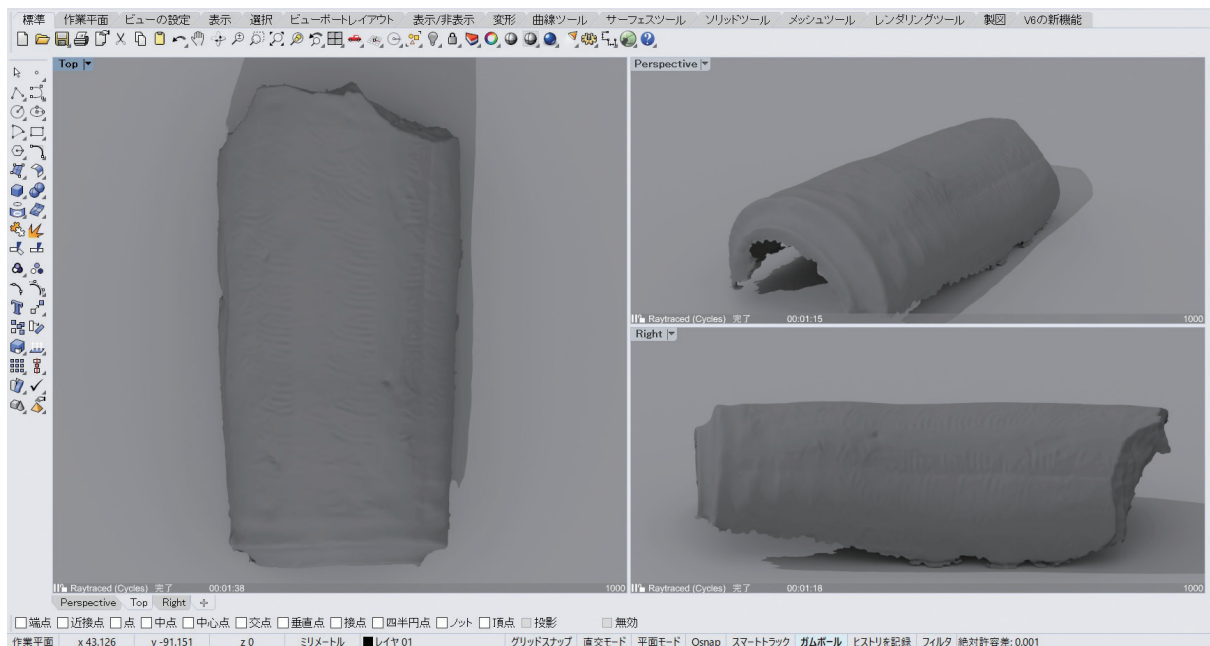 標準 作業平面 ビューの設定 表示 選択 ビューポートレイアウト 表示/非表示 変形 曲線ツール サーフェスツール ソリッドツール メッシュツール レンダリングツール 製図 V6の新機能
Top
Perspective
Raytraced (Cycles) 完了 00:01:15 1000
Right
Raytraced (Cycles) 完了 00:01:38 1000
Raytraced (Cycles) 完了 00:01:18 1000
Perspective Top Right
端点 近接点 点 中点 中心点 交点 垂直点 接点 四半円点 ノット 頂点 投影 無効
作業平面 x 43.126 y -91.151 z 0 ミリメートル レイヤ 01 グリッドスナップ 直交モード 平面モード Osnap スマートトラック ガムボール ヒストリを記録 フィルタ 絶対許容差: 0.001